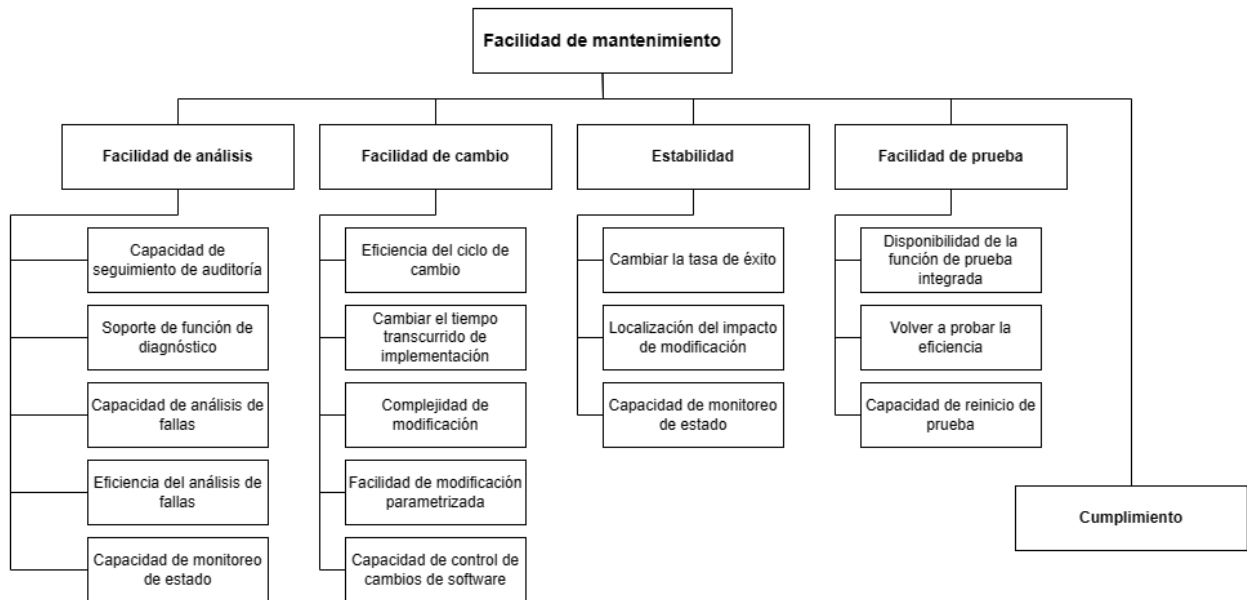 Facilidad de mantenimiento
Facilidad de análisis
Facilidad de cambio
Estabilidad
Facilidad de prueba
Capacidad de
seguimiento de auditoría
Soporte de función de
diagnóstico
Capacidad de análisis de
fallas
Eficiencia del análisis de
fallas
Capacidad de monitoreo
de estado
Eficiencia del ciclo de
cambio
Cambiar el tiempo
transcurrido de
implementación
Complejidad de
modificación
Facilidad de modificación
parametrizada
Capacidad de control de
cambios de software
Cambiar la tasa de éxito
Localización del impacto
de modificación
Capacidad de monitoreo
de estado
Disponibilidad de la
función de prueba
integrada
Volver a probar la
eficiencia
Capacidad de reinicio de
prueba
Cumplimiento